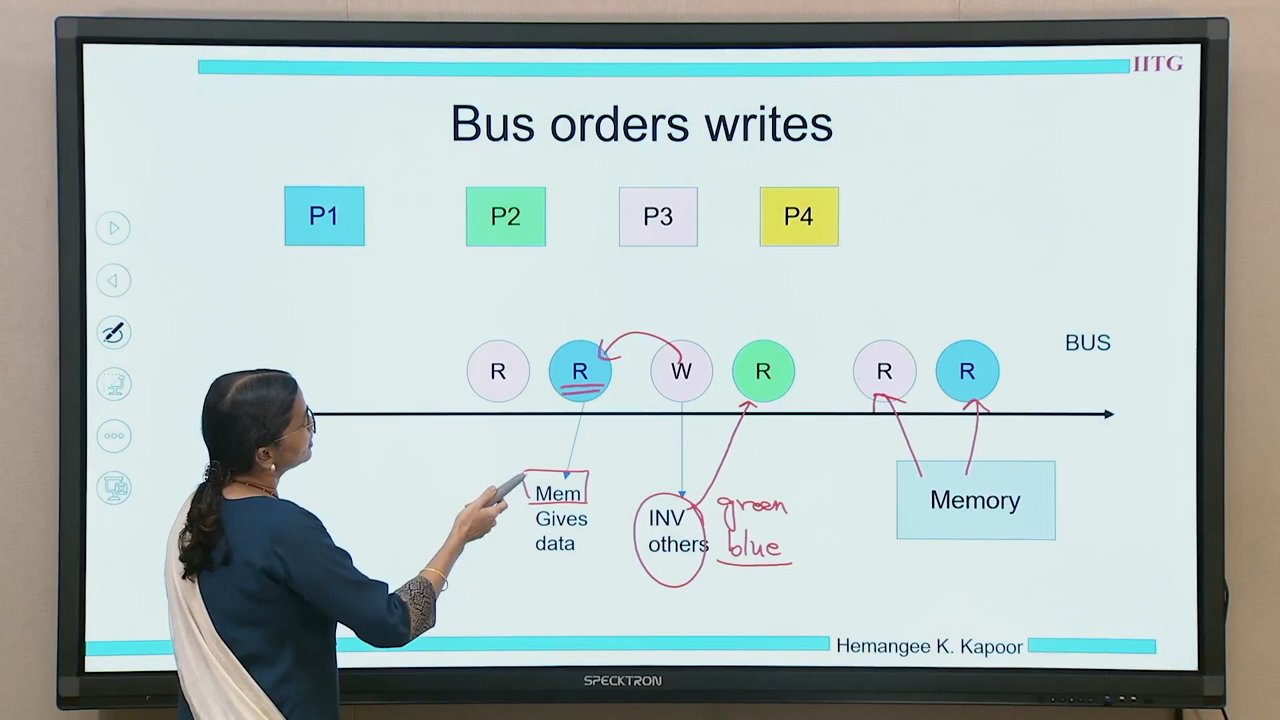 IITG
Bus orders writes
P1 P2 P3 P4
BUS
R R W R R R
Mem
Gives
data
INV
others
green
blue
Memory
Hemangee K. Kapoor
SPECKTRON